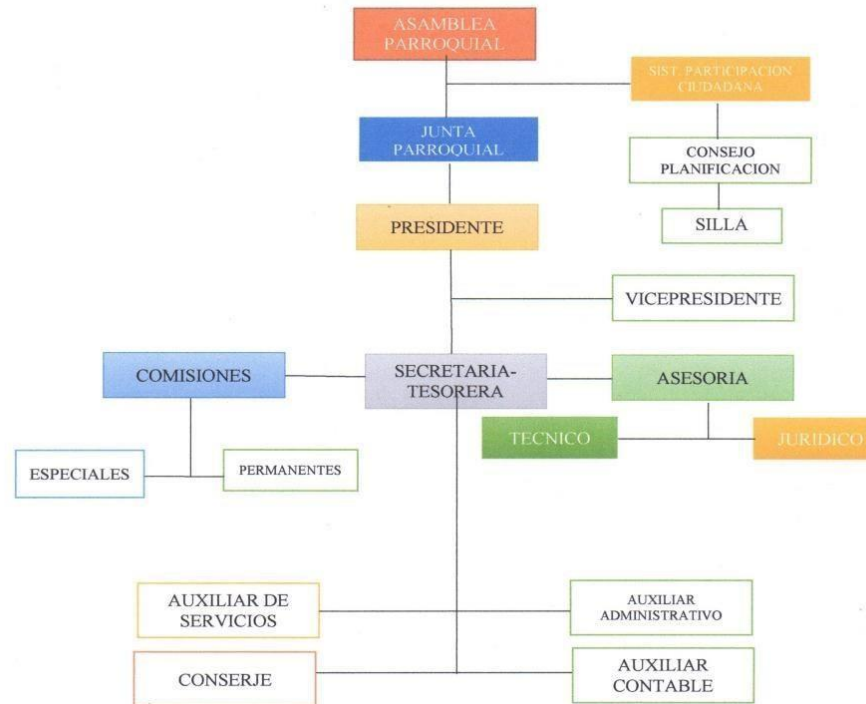 ASAMBLEA
PARROQUIAL
SIST. PARTICIPACION
CIUDADANA
JUNTA
PARROQUIAL
CONSEJO
PLANIFICACION
PRESIDENTE
SILLA
VICEPRESIDENTE
COMISIONES
SECRETARIA-
TESORERA
ASESORIA
TECNICO
JURIDICO
ESPECIALES
PERMANENTES
AUXILIAR DE
SERVICIOS
AUXILIAR
ADMINISTRATIVO
CONSERJE
AUXILIAR
CONTABLE